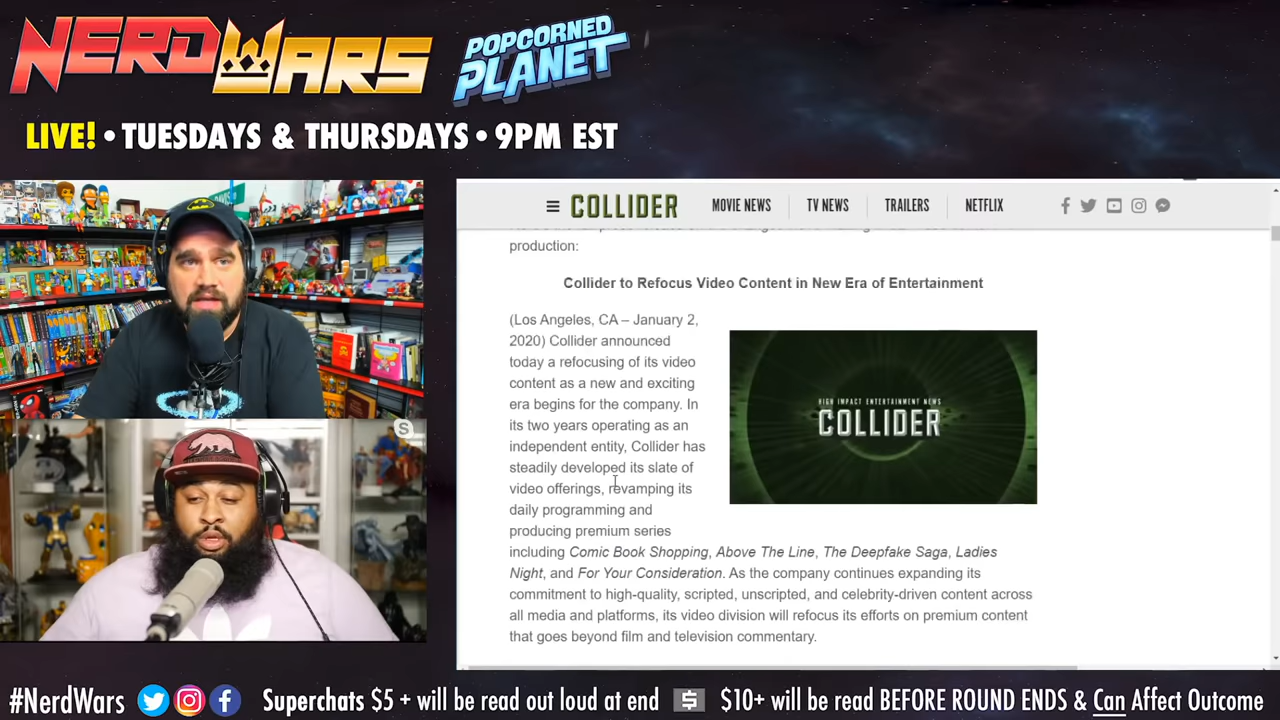 NERD WARS
POPCORNED
PLANET
LIVE! • TUESDAYS & THURSDAYS • 9PM EST
COLLIDER
MOVIE NEWS
TV NEWS
TRAILERS
NETFLIX
production:
Collider to Refocus Video Content in New Era of Entertainment
(Los Angeles, CA – January 2,
2020) Collider announced
today a refocusing of its video
content as a new and exciting
era begins for the company. In
its two years operating as an
independent entity, Collider has
steadily developed its slate of
video offerings, revamping its
daily programming and
producing premium series
including Comic Book Shopping, Above The Line, The Deepfake Saga, Ladies
Night, and For Your Consideration. As the company continues expanding its
commitment to high-quality, scripted, unscripted, and celebrity-driven content across
all media and platforms, its video division will refocus its efforts on premium content
that goes beyond film and television commentary.
HIGH IMPACT ENTERTAINMENT NEWS
COLLIDER
#NerdWars
Superchats $5 + will be read out loud at end
$10+ will be read BEFORE ROUND ENDS & Can Affect Outcome